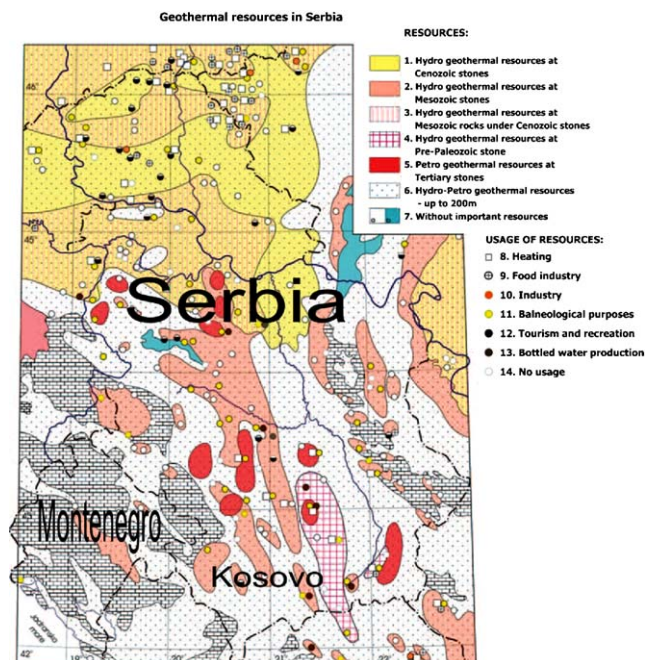 Geothermal resources in Serbia
RESOURCES:
1. Hydro geothermal resources at
Cenozoic stones
2. Hydro geothermal resources at
Mesozoic stones
3. Hydro geothermal resources at
Mesozoic rocks under Cenozoic stones
4. Hydro geothermal resources at
Pre-Paleozoic stone
5. Petro geothermal resources at
Tertiary stones
6. Hydro-Petro geothermal resources
- up to 200m
7. Without important resources
USAGE OF RESOURCES:
8. Heating
9. Food industry
10. Industry
11. Balneological purposes
12. Tourism and recreation
13. Bottled water production
14. No usage
45°
Serbia
Montenegro
Kosovo
42°